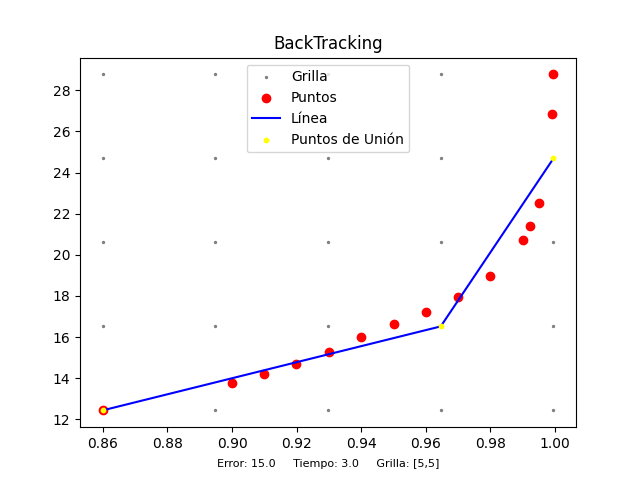 BackTracking
Grilla
Puntos
Línea
Puntos de Unión
28
26
24
22
20
18
16
14
12
0.86 0.88 0.90 0.92 0.94 0.96 0.98 1.00
Error: 15.0 Tiempo: 3.0 Grilla: [5,5]